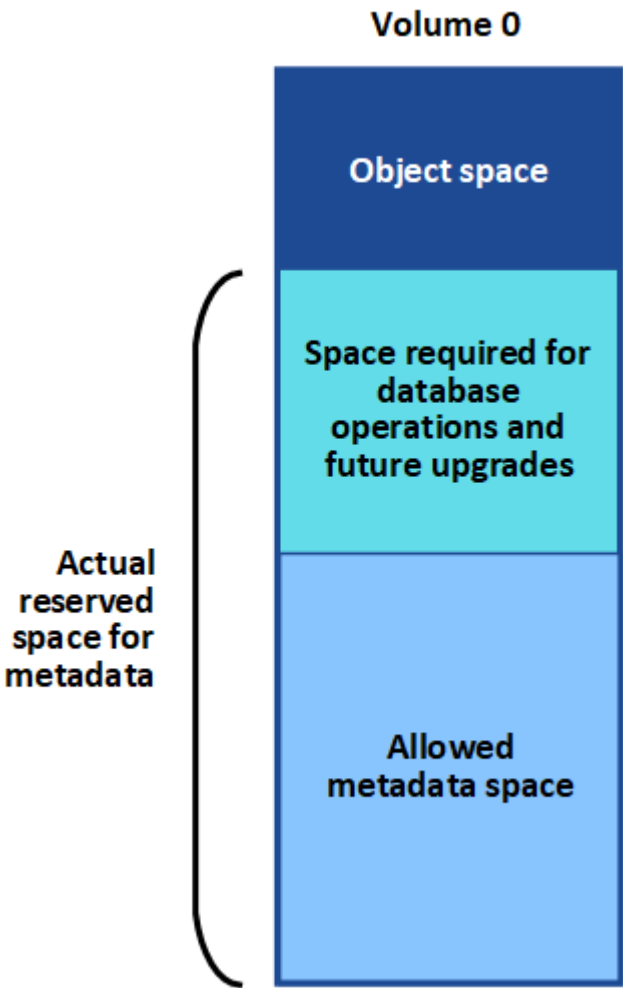 Volume 0
Object space
Space required for
database
operations and
future upgrades
Actual
reserved
space for
metadata
Allowed
metadata space